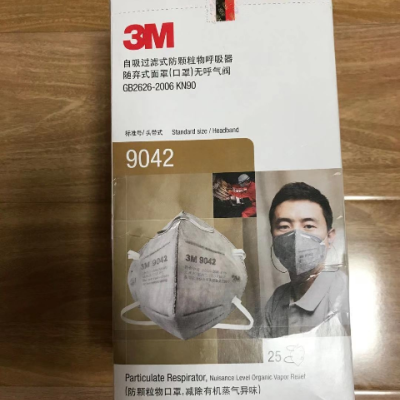 3M
自吸过滤式防颗粒物呼吸器
随弃式面罩(口罩)无呼气阀
GB2626-2006 KN90
标准号/头带式 Standard size / Headband
9042
3M 9042
25
Particulate Respirator, Nuisance Level Organic Vapor Relief
(防颗粒物口罩,减除有机蒸气异味)